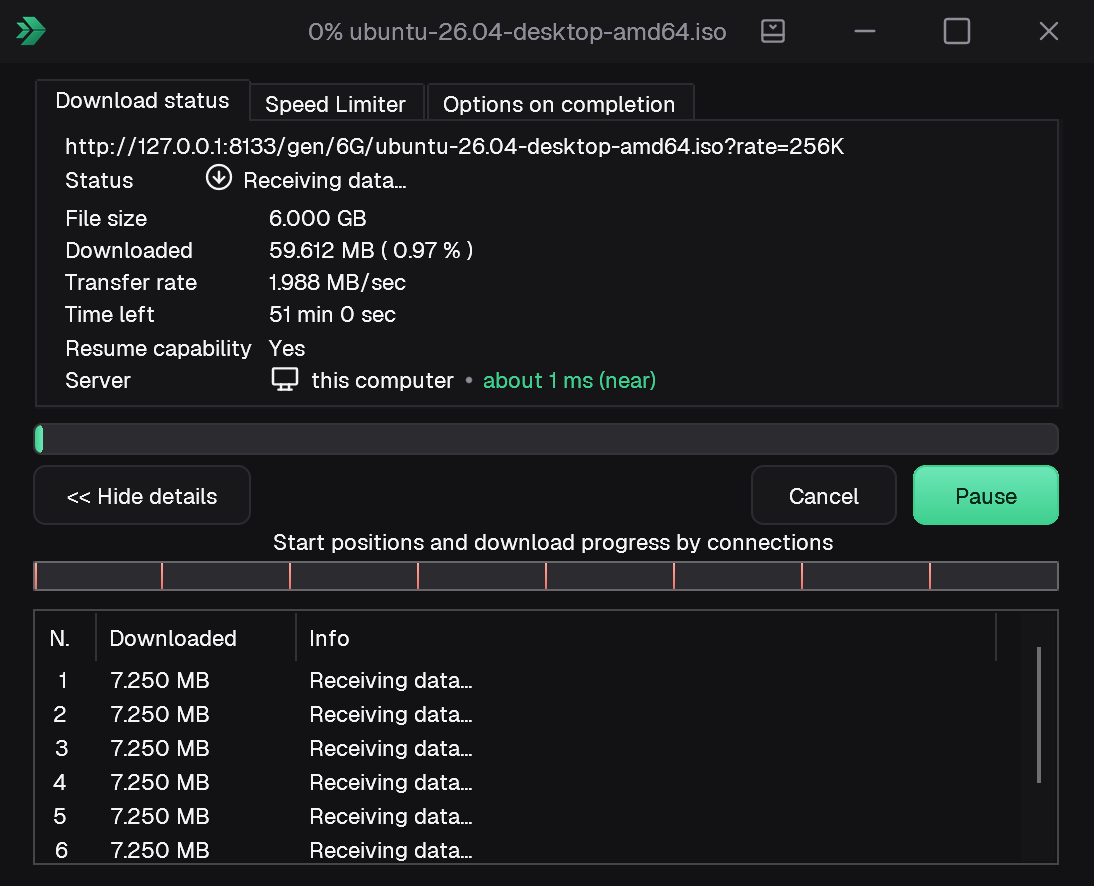 0% ubuntu-26.04-desktop-amd64.iso
Download status Speed Limiter Options on completion
http://127.0.0.1:8133/gen/6G/ubuntu-26.04-desktop-amd64.iso?rate=256K
Status Receiving data...
File size 6.000 GB
Downloaded 59.612 MB ( 0.97 % )
Transfer rate 1.988 MB/sec
Time left 51 min 0 sec
Resume capability Yes
Server this computer • about 1 ms (near)
<< Hide details Cancel Pause
Start positions and download progress by connections
N. Downloaded Info
1 7.250 MB Receiving data...
2 7.250 MB Receiving data...
3 7.250 MB Receiving data...
4 7.250 MB Receiving data...
5 7.250 MB Receiving data...
6 7.250 MB Receiving data...